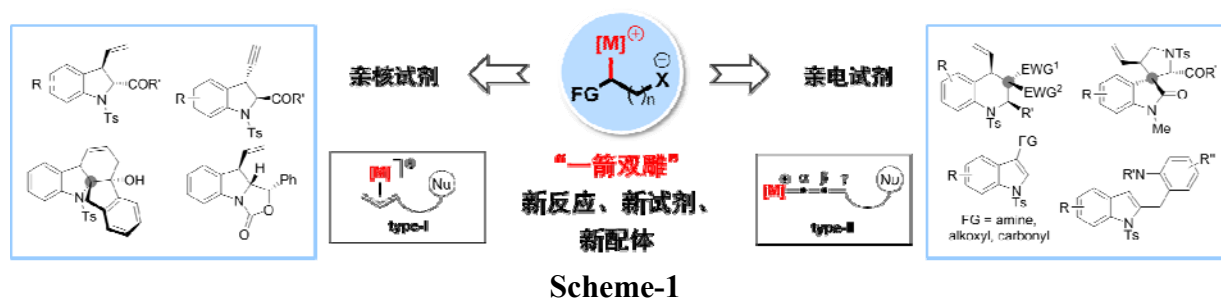 R
COR'
N
Ts
R
COR'
N
Ts
N
Ts
OH
H
Ph
N
O
O
亲核试剂
[M]⊕
⊖
X
FG
( )n
亲电试剂
[M] ⊕
Nu
type-I
“一箭双雕”
新反应、新试剂、
新配体
⊕ α β γ
[M]
Nu
type-II
R
EWG¹
EWG²
R'
N
Ts
NTs
COR'
R
O
N
Me
FG
R
N
Ts
FG = amine,
alkoxyl, carbonyl
R"
R'N
R
N
Ts
Scheme-1